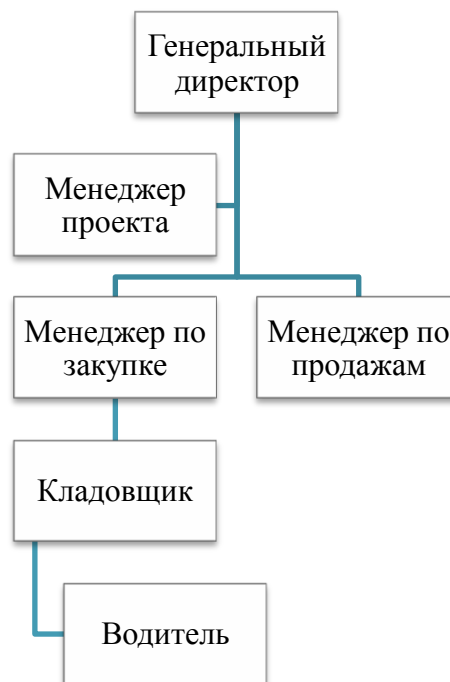 Генеральный
директор
Менеджер
проекта
Менеджер по
закупке
Менеджер по
продажам
Кладовщик
Водитель